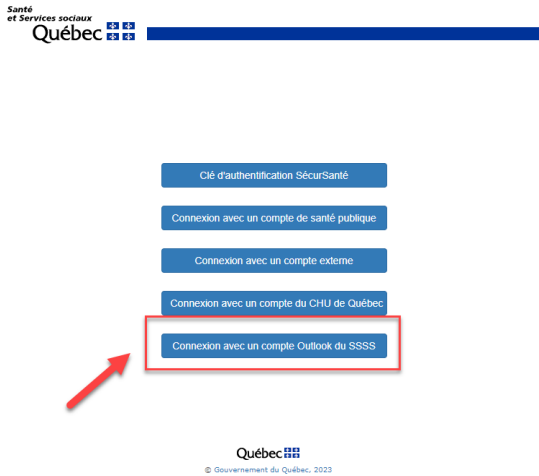 Santé
et Services sociaux
Québec
Clé d'authentification SécurSanté
Connexion avec un compte de santé publique
Connexion avec un compte externe
Connexion avec un compte du CHU de Québec
Connexion avec un compte Outlook du SSSS
Québec
© Gouvernement du Québec, 2023